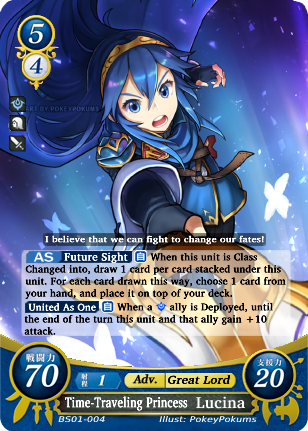 5
4
ART BY POKEYPOKUMS
I believe that we can fight to change our fates!
AS Future Sight When this unit is Class
Changed into, draw 1 card per card stacked under this
unit. For each card drawn this way, choose 1 card from
your hand, and place it on top of your deck.
United As One When a ally is Deployed, until
the end of the turn this unit and that ally gain +10
attack.
戦闘力
70
射程 1
Adv. Great Lord
支援力
20
Time-Traveling Princess Lucina
BS01-004 Illust: PokeyPokums